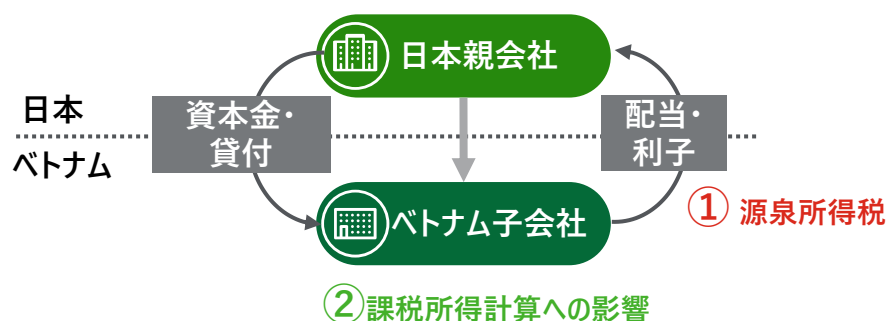 日本親会社
日本
資本金・
貸付
配当・
利子
ベトナム
ベトナム子会社
① 源泉所得税
②課税所得計算への影響